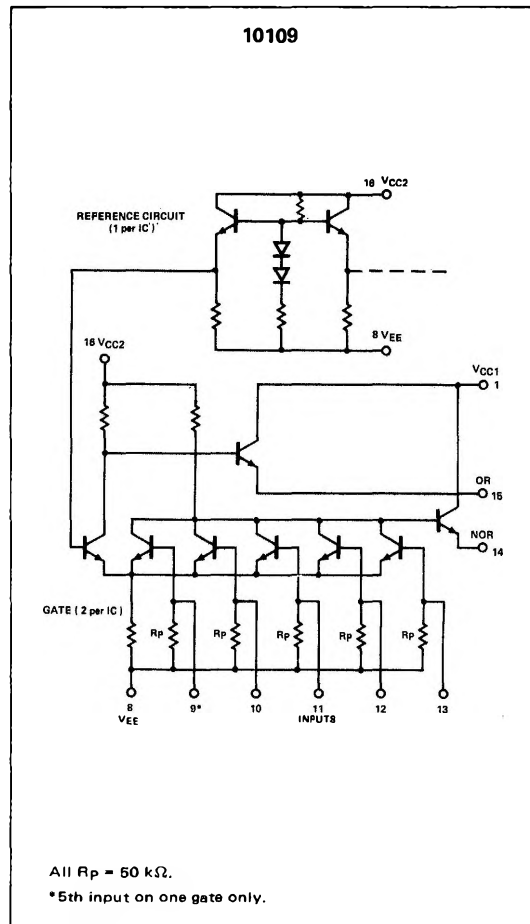 10109
16 VCC2
REFERENCE CIRCUIT
(1 per IC)
8 VEE
16 VCC2
VCC1
1
OR
15
NOR
14
GATE (2 per IC)
RP RP RP RP RP
8 9* 10 11 12 13
VEE INPUTS
All Rp = 50 kΩ.
*5th input on one gate only.